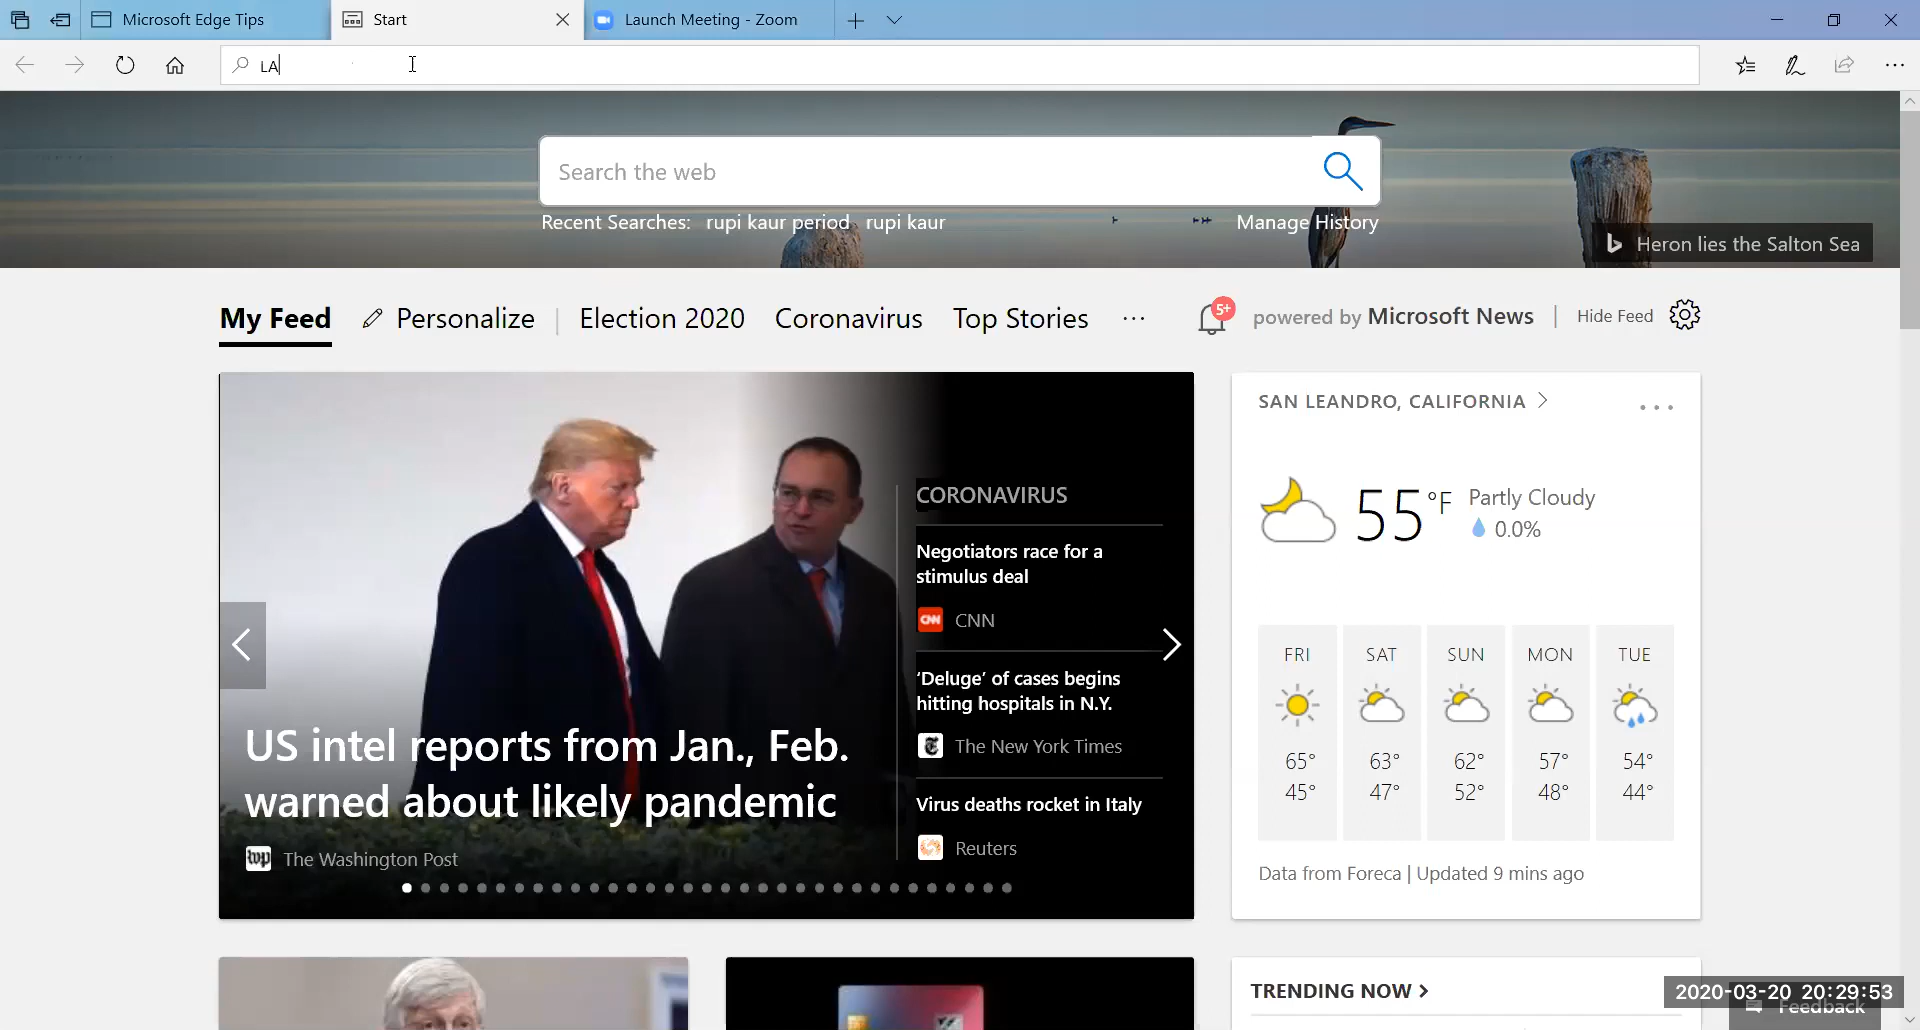 Microsoft Edge Tips
Start
Launch Meeting - Zoom
LA
Search the web
Recent Searches: rupi kaur period rupi kaur
Manage History
Heron lies the Salton Sea
My Feed
Personalize
Election 2020
Coronavirus
Top Stories
5+
powered by Microsoft News
Hide Feed
US intel reports from Jan., Feb.
warned about likely pandemic
wp The Washington Post
CORONAVIRUS
Negotiators race for a
stimulus deal
CNN CNN
'Deluge' of cases begins
hitting hospitals in N.Y.
The New York Times
Virus deaths rocket in Italy
Reuters
SAN LEANDRO, CALIFORNIA
55 °F
Partly Cloudy
0.0%
FRI SAT SUN MON TUE
65° 63° 62° 57° 54°
45° 47° 52° 48° 44°
Data from Foreca | Updated 9 mins ago
TRENDING NOW
2020-03-20 20:29:53
Feedback